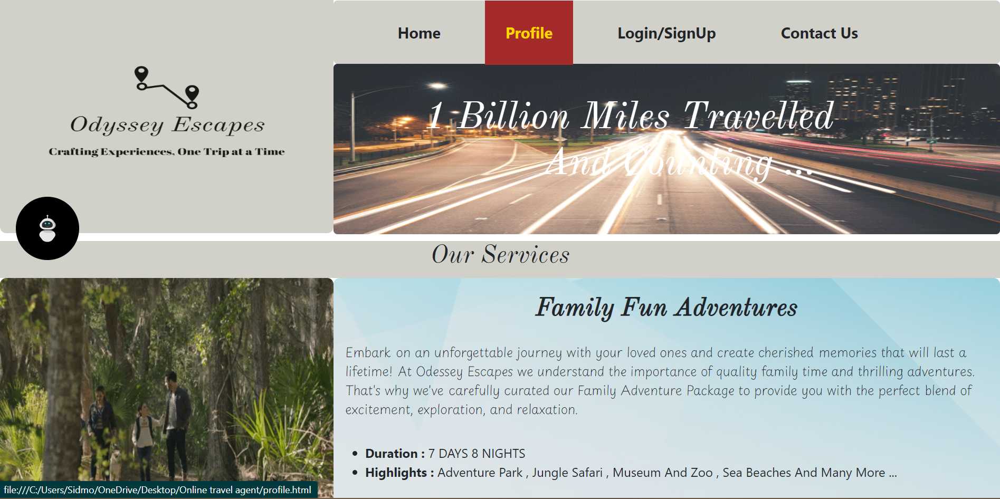 Home
Profile
Login/SignUp
Contact Us
Odyssey Escapes
Crafting Experiences, One Trip at a Time
1 Billion Miles Travelled
And Counting ...
Our Services
Family Fun Adventures
Embark on an unforgettable journey with your loved ones and create cherished memories that will last a
lifetime! At Odessey Escapes we understand the importance of quality family time and thrilling adventures.
That's why we've carefully curated our Family Adventure Package to provide you with the perfect blend of
excitement, exploration, and relaxation.
Duration : 7 DAYS 8 NIGHTS
Highlights : Adventure Park , Jungle Safari , Museum And Zoo , Sea Beaches And Many More ...
file:///C:/Users/Sidmo/OneDrive/Desktop/Online travel agent/profile.html